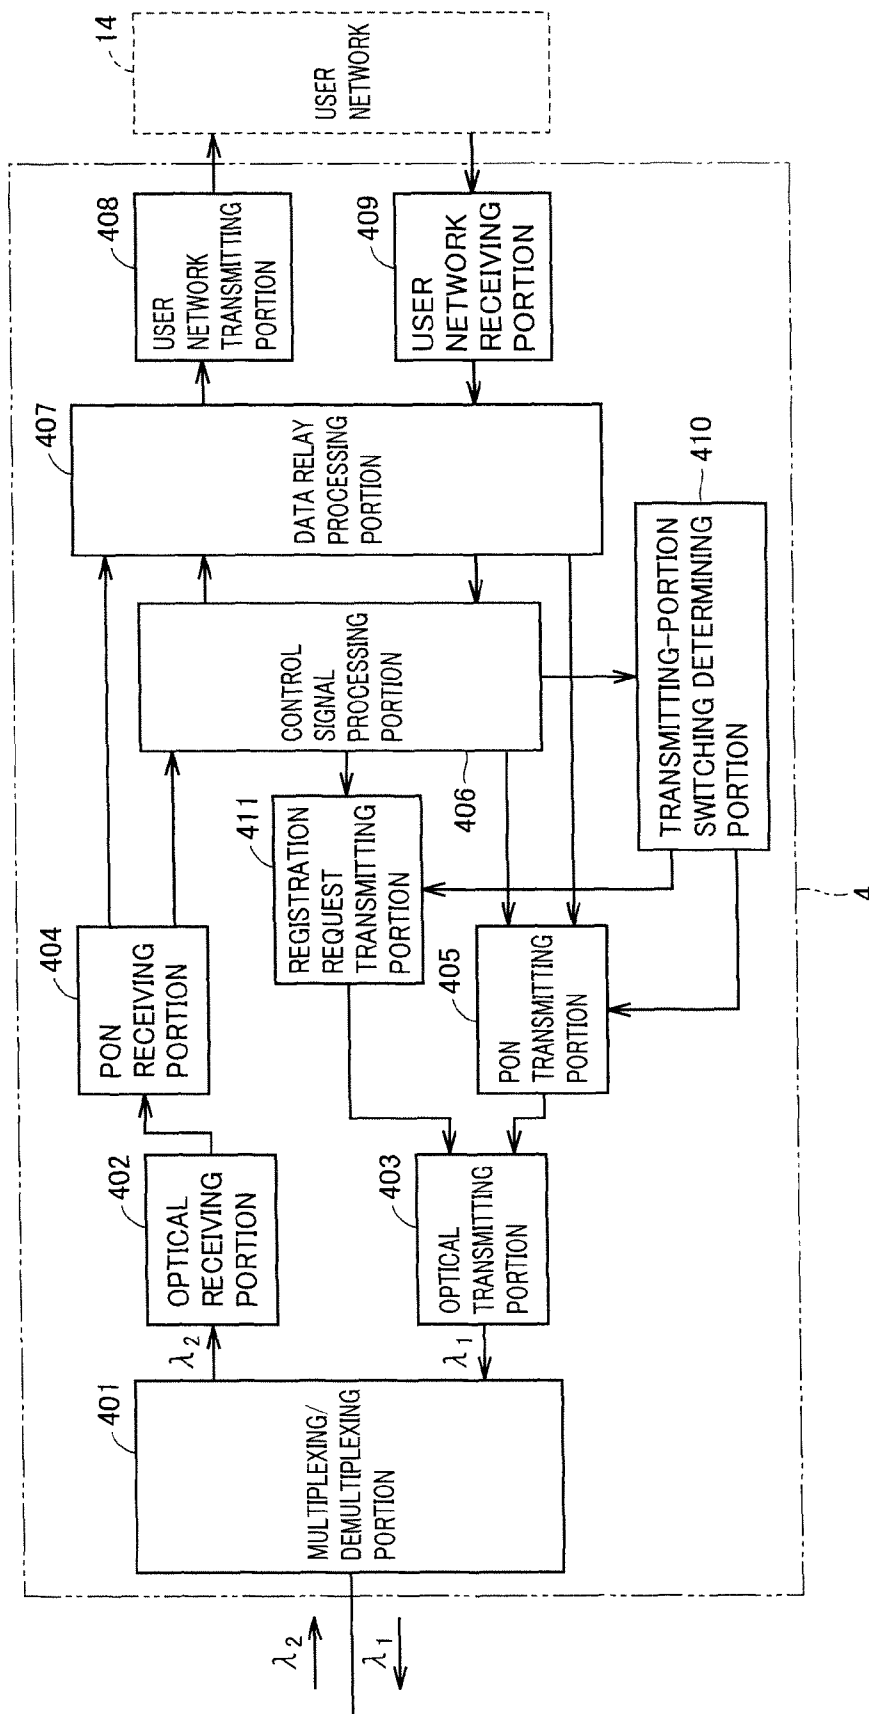 14
USER
NETWORK
408
USER
NETWORK
TRANSMITTING
PORTION
409
USER
NETWORK
RECEIVING
PORTION
407
DATA RELAY
PROCESSING
PORTION
410
TRANSMITTING-PORTION
SWITCHING DETERMINING
PORTION
CONTROL
SIGNAL
PROCESSING
PORTION
406
411
REGISTRATION
REQUEST
TRANSMITTING
PORTION
404
PON
RECEIVING
PORTION
405
PON
TRANSMITTING
PORTION
402
OPTICAL
RECEIVING
PORTION
403
OPTICAL
TRANSMITTING
PORTION
λ2
λ1
401
MULTIPLEXING/
DEMULTIPLEXING
PORTION
λ2
λ1
4